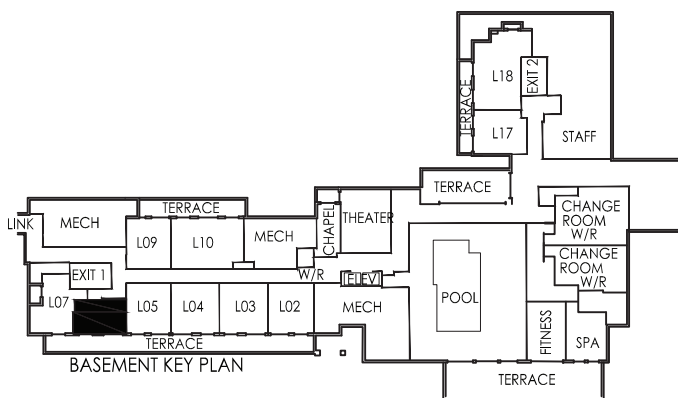 L18
EXIT 2
TERRACE
L17
STAFF
TERRACE
CHANGE
ROOM
W/R
LINK
MECH
TERRACE
L09
L10
MECH
CHAPEL
THEATER
CHANGE
ROOM
W/R
EXIT 1
W/R
ELEV
L07
L05
L04
L03
L02
MECH
POOL
FITNESS
SPA
TERRACE
BASEMENT KEY PLAN
TERRACE